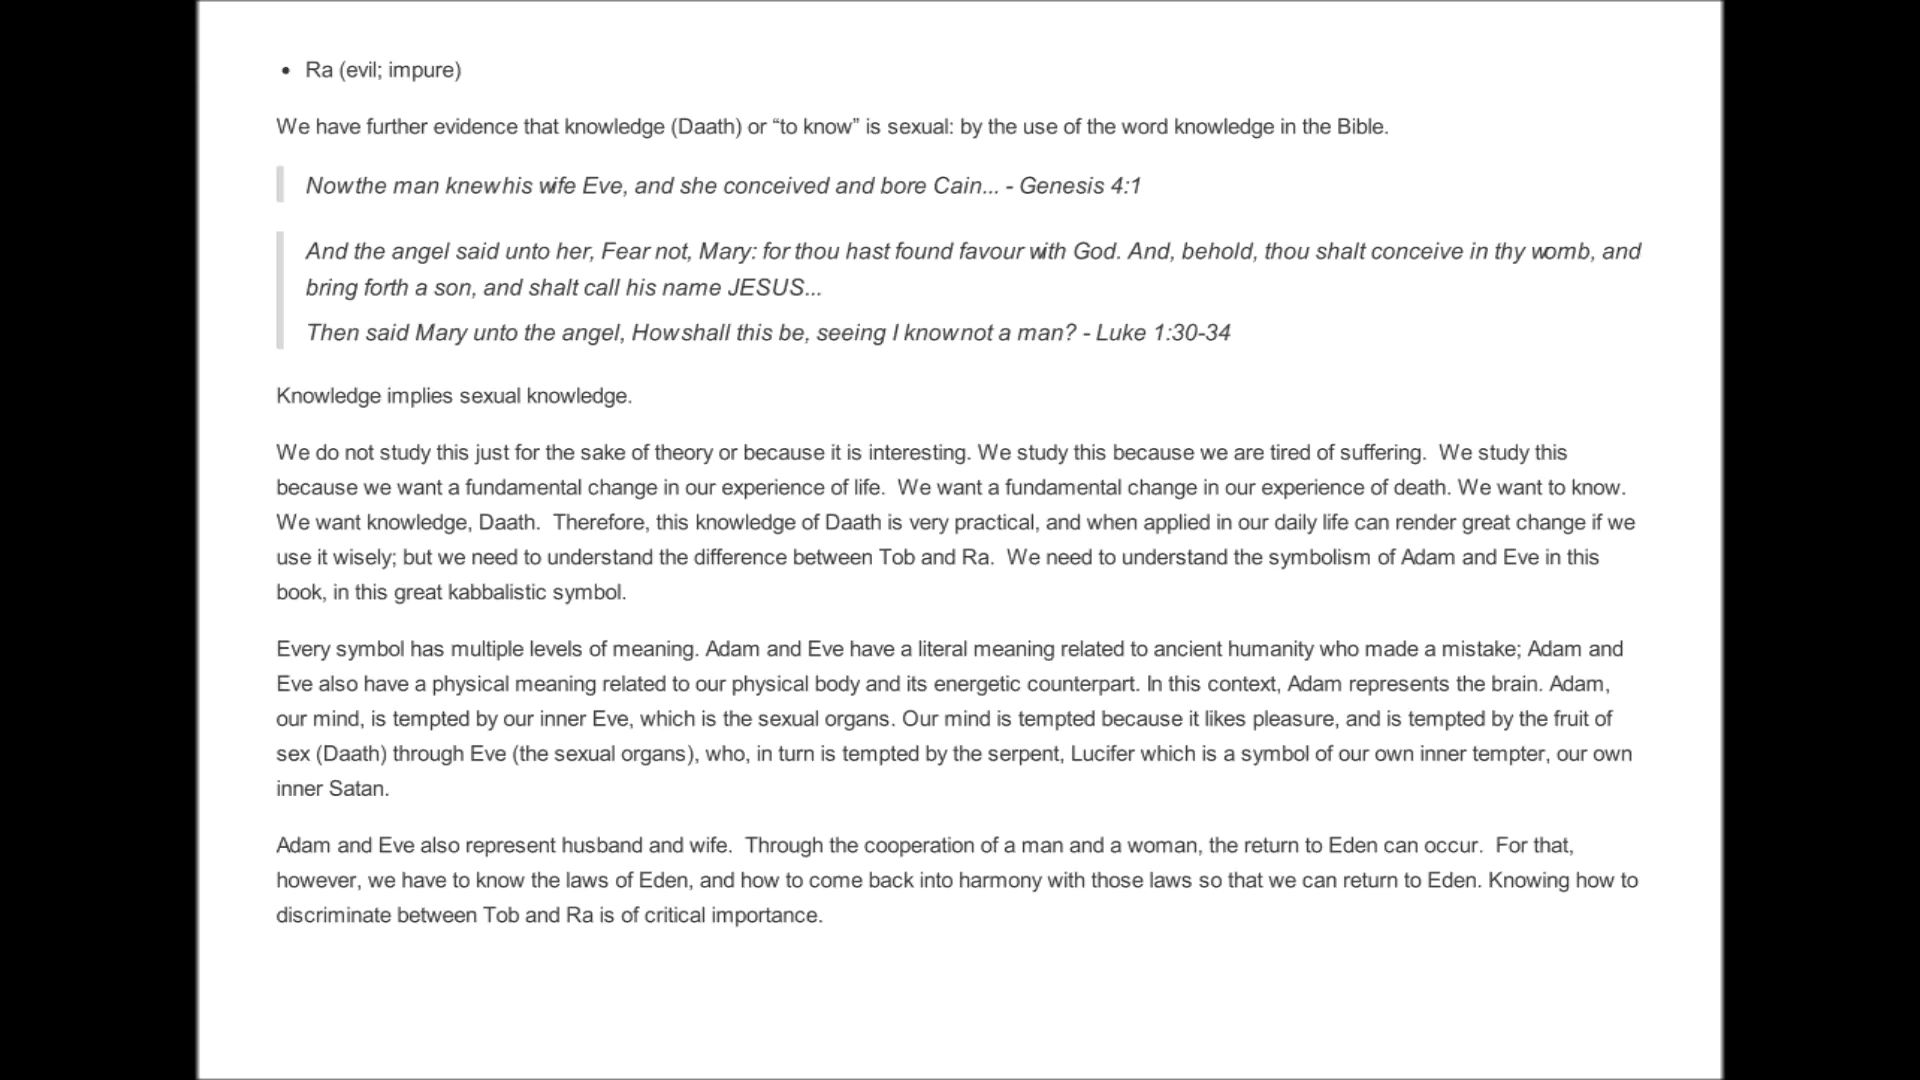 • Ra (evil; impure)
We have further evidence that knowledge (Daath) or “to know” is sexual: by the use of the word knowledge in the Bible.
Now the man knew his wife Eve, and she conceived and bore Cain... - Genesis 4:1
And the angel said unto her, Fear not, Mary: for thou hast found favour with God. And, behold, thou shalt conceive in thy womb, and
bring forth a son, and shalt call his name JESUS...
Then said Mary unto the angel, How shall this be, seeing I know not a man? - Luke 1:30-34
Knowledge implies sexual knowledge.
We do not study this just for the sake of theory or because it is interesting. We study this because we are tired of suffering.  We study this
because we want a fundamental change in our experience of life.  We want a fundamental change in our experience of death. We want to know.
We want knowledge, Daath.  Therefore, this knowledge of Daath is very practical, and when applied in our daily life can render great change if we
use it wisely; but we need to understand the difference between Tob and Ra.  We need to understand the symbolism of Adam and Eve in this
book, in this great kabbalistic symbol.
Every symbol has multiple levels of meaning. Adam and Eve have a literal meaning related to ancient humanity who made a mistake; Adam and
Eve also have a physical meaning related to our physical body and its energetic counterpart. In this context, Adam represents the brain. Adam,
our mind, is tempted by our inner Eve, which is the sexual organs. Our mind is tempted because it likes pleasure, and is tempted by the fruit of
sex (Daath) through Eve (the sexual organs), who, in turn is tempted by the serpent, Lucifer which is a symbol of our own inner tempter, our own
inner Satan.
Adam and Eve also represent husband and wife.  Through the cooperation of a man and a woman, the return to Eden can occur.  For that,
however, we have to know the laws of Eden, and how to come back into harmony with those laws so that we can return to Eden. Knowing how to
discriminate between Tob and Ra is of critical importance.